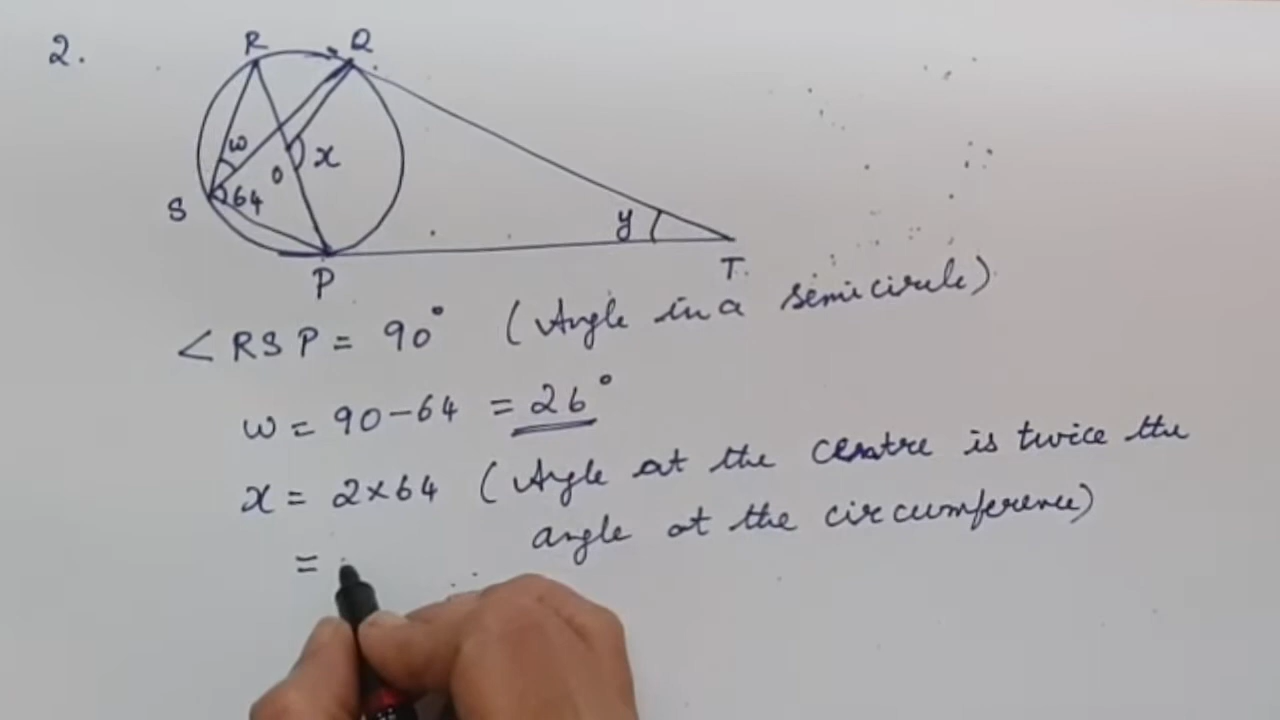 2.
R Q
w
O x
S 64
y
P T.
<RSP = 90° (Angle in a semicircle)
w = 90-64 = 26°
x = 2×64 (Angle at the centre is twice the
angle at the circumference)
=